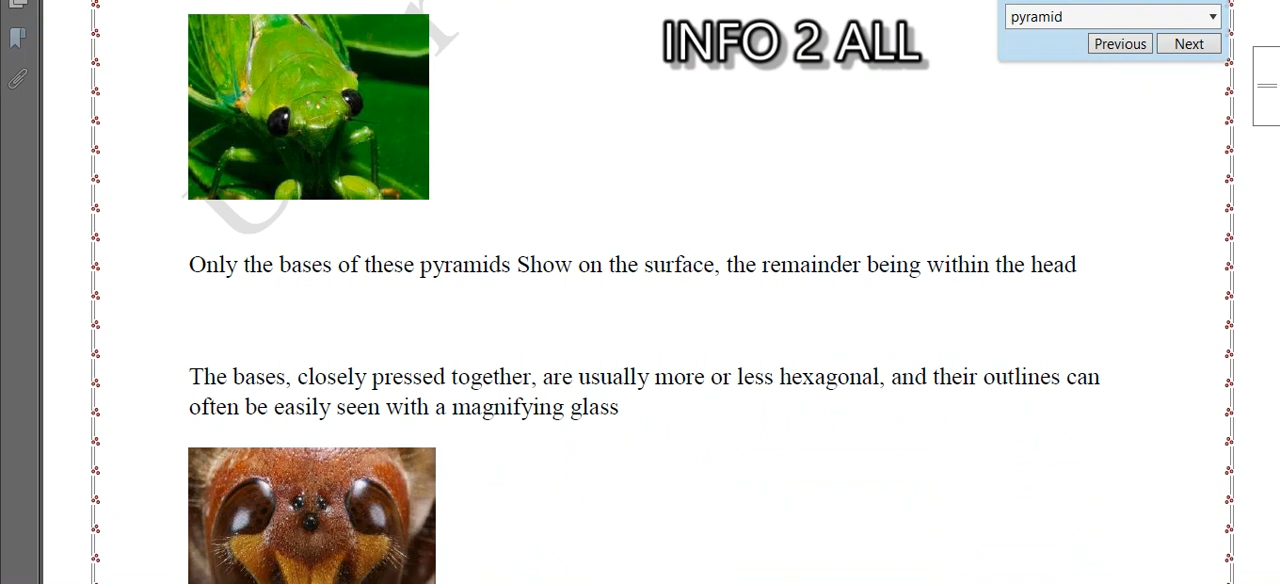 INFO 2 ALL
pyramid
Previous Next
Only the bases of these pyramids Show on the surface, the remainder being within the head
The bases, closely pressed together, are usually more or less hexagonal, and their outlines can
often be easily seen with a magnifying glass